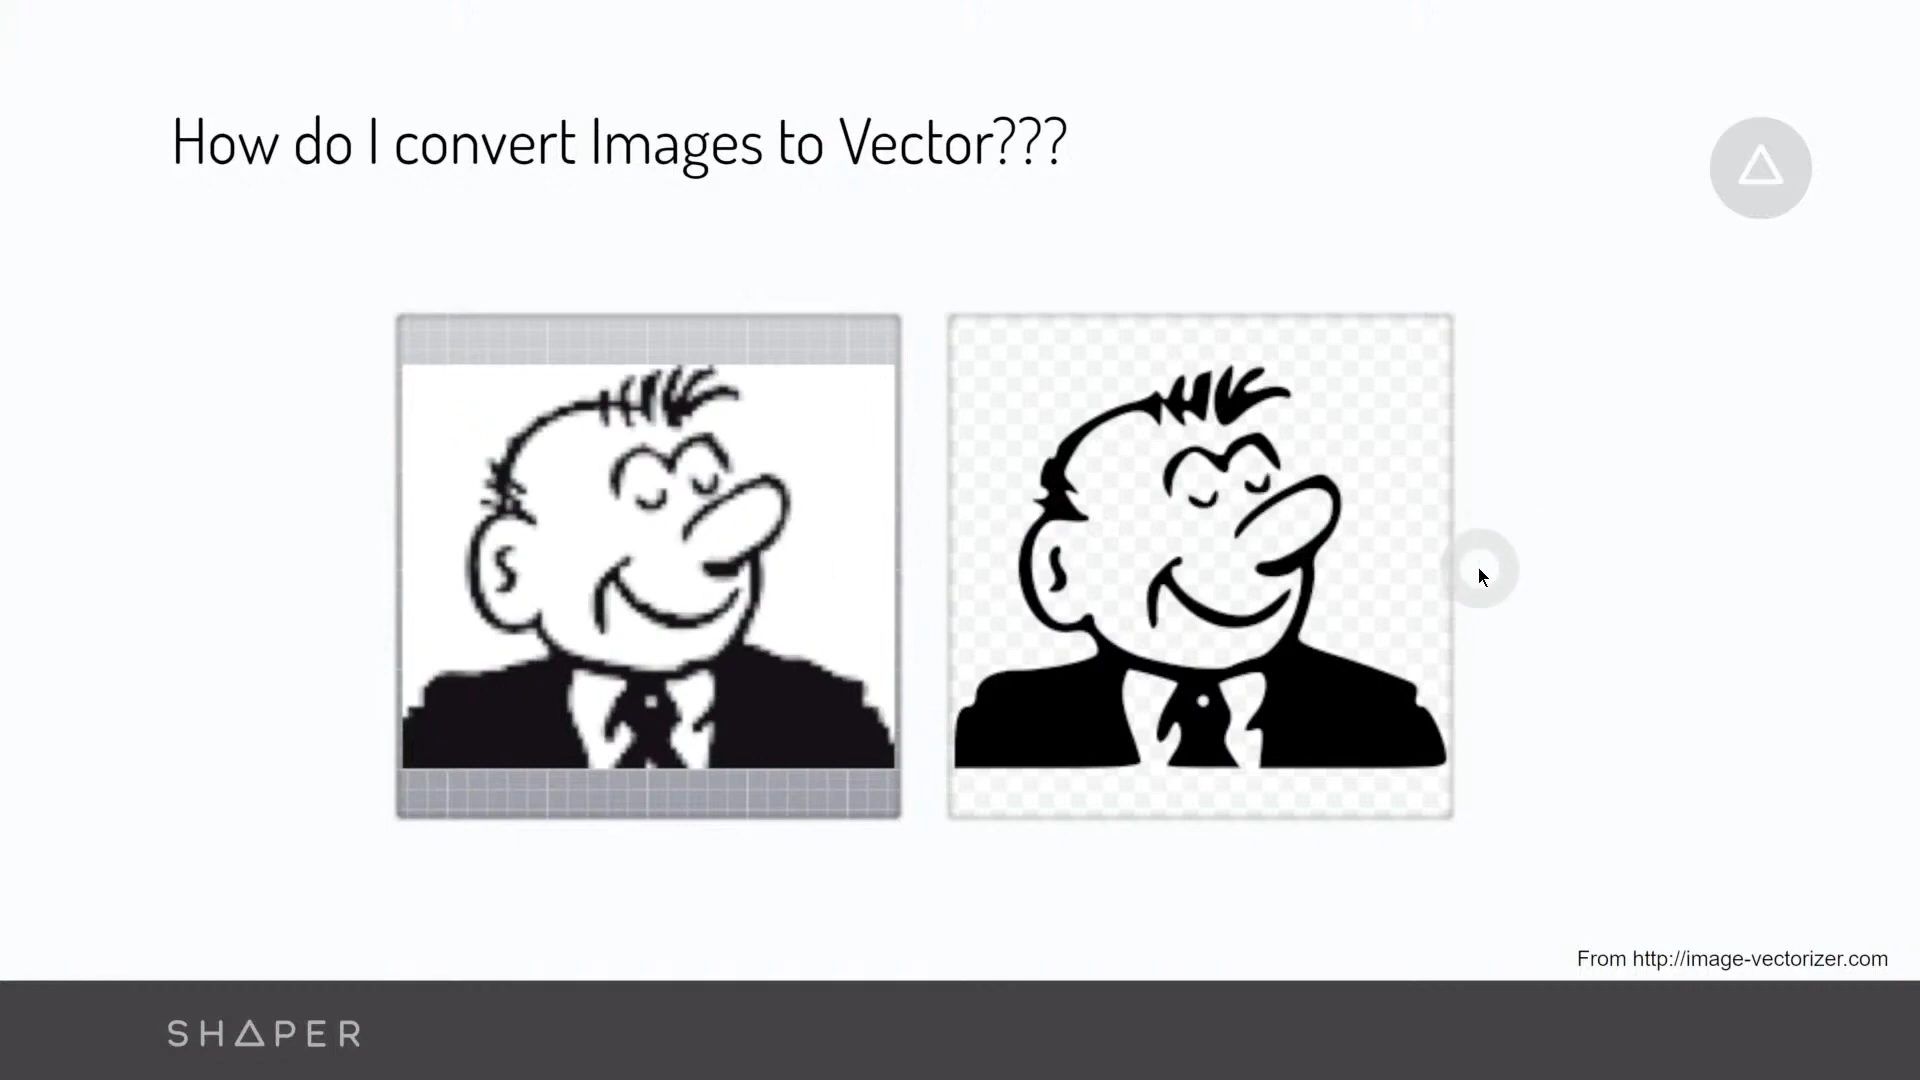 How do I convert Images to Vector???
From http://image-vectorizer.com
SHAPER